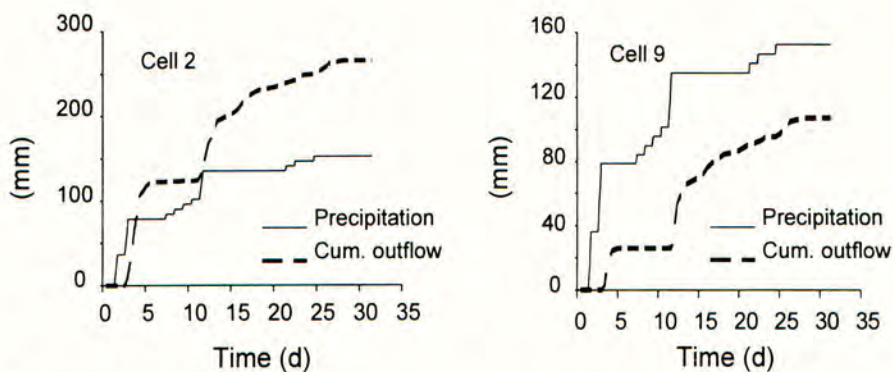 300
200
100
0
(mm)
Cell 2
Precipitation
Cum. outflow
0 5 10 15 20 25 30 35
Time (d)
160
120
80
40
0
(mm)
Cell 9
Precipitation
Cum. outflow
0 5 10 15 20 25 30 35
Time (d)